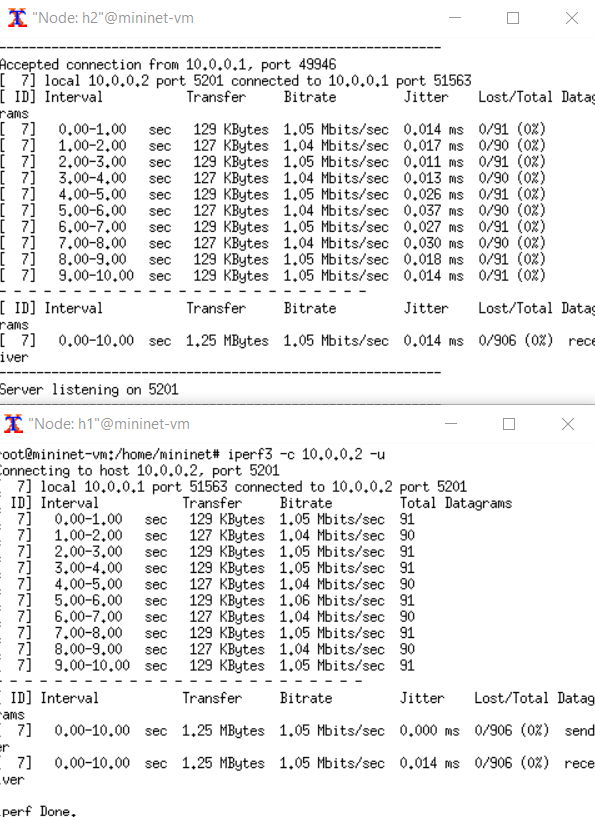 "Node: h2"@mininet-vm
Accepted connection from 10.0.0.1, port 49946
[  7] local 10.0.0.2 port 5201 connected to 10.0.0.1 port 51563
[ ID] Interval           Transfer     Bitrate         Jitter    Lost/Total Datag
rams
[  7]   0.00-1.00   sec   129 KBytes  1.05 Mbits/sec  0.014 ms  0/91 (0%)
[  7]   1.00-2.00   sec   127 KBytes  1.04 Mbits/sec  0.017 ms  0/90 (0%)
[  7]   2.00-3.00   sec   129 KBytes  1.05 Mbits/sec  0.011 ms  0/91 (0%)
[  7]   3.00-4.00   sec   127 KBytes  1.04 Mbits/sec  0.013 ms  0/90 (0%)
[  7]   4.00-5.00   sec   129 KBytes  1.05 Mbits/sec  0.026 ms  0/91 (0%)
[  7]   5.00-6.00   sec   127 KBytes  1.04 Mbits/sec  0.037 ms  0/90 (0%)
[  7]   6.00-7.00   sec   129 KBytes  1.05 Mbits/sec  0.027 ms  0/91 (0%)
[  7]   7.00-8.00   sec   127 KBytes  1.04 Mbits/sec  0.030 ms  0/90 (0%)
[  7]   8.00-9.00   sec   129 KBytes  1.05 Mbits/sec  0.018 ms  0/91 (0%)
[  7]   9.00-10.00  sec   129 KBytes  1.05 Mbits/sec  0.014 ms  0/91 (0%)
- - - - - - - - - - - - - - - - - - - - - - - - -
[ ID] Interval           Transfer     Bitrate         Jitter    Lost/Total Datag
rams
[  7]   0.00-10.00  sec  1.25 MBytes  1.05 Mbits/sec  0.014 ms  0/906 (0%)  rece
iver
-----------------------------------------------------------
Server listening on 5201
-----------------------------------------------------------
"Node: h1"@mininet-vm
root@mininet-vm:/home/mininet# iperf3 -c 10.0.0.2 -u
Connecting to host 10.0.0.2, port 5201
[  7] local 10.0.0.1 port 51563 connected to 10.0.0.2 port 5201
[ ID] Interval           Transfer     Bitrate         Total Datagrams
[  7]   0.00-1.00   sec   129 KBytes  1.05 Mbits/sec  91
[  7]   1.00-2.00   sec   127 KBytes  1.04 Mbits/sec  90
[  7]   2.00-3.00   sec   129 KBytes  1.05 Mbits/sec  91
[  7]   3.00-4.00   sec   129 KBytes  1.05 Mbits/sec  91
[  7]   4.00-5.00   sec   127 KBytes  1.04 Mbits/sec  90
[  7]   5.00-6.00   sec   129 KBytes  1.06 Mbits/sec  91
[  7]   6.00-7.00   sec   127 KBytes  1.04 Mbits/sec  90
[  7]   7.00-8.00   sec   129 KBytes  1.05 Mbits/sec  91
[  7]   8.00-9.00   sec   127 KBytes  1.04 Mbits/sec  90
[  7]   9.00-10.00  sec   129 KBytes  1.05 Mbits/sec  91
- - - - - - - - - - - - - - - - - - - - - - - - -
[ ID] Interval           Transfer     Bitrate         Jitter    Lost/Total Datag
rams
[  7]   0.00-10.00  sec  1.25 MBytes  1.05 Mbits/sec  0.000 ms  0/906 (0%)  send
er
[  7]   0.00-10.00  sec  1.25 MBytes  1.05 Mbits/sec  0.014 ms  0/906 (0%)  rece
iver
iperf Done.